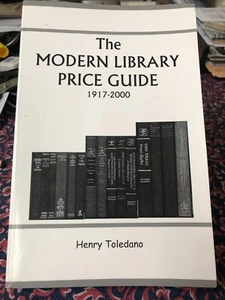 The
MODERN LIBRARY
PRICE GUIDE
1917-2000
Henry Toledano